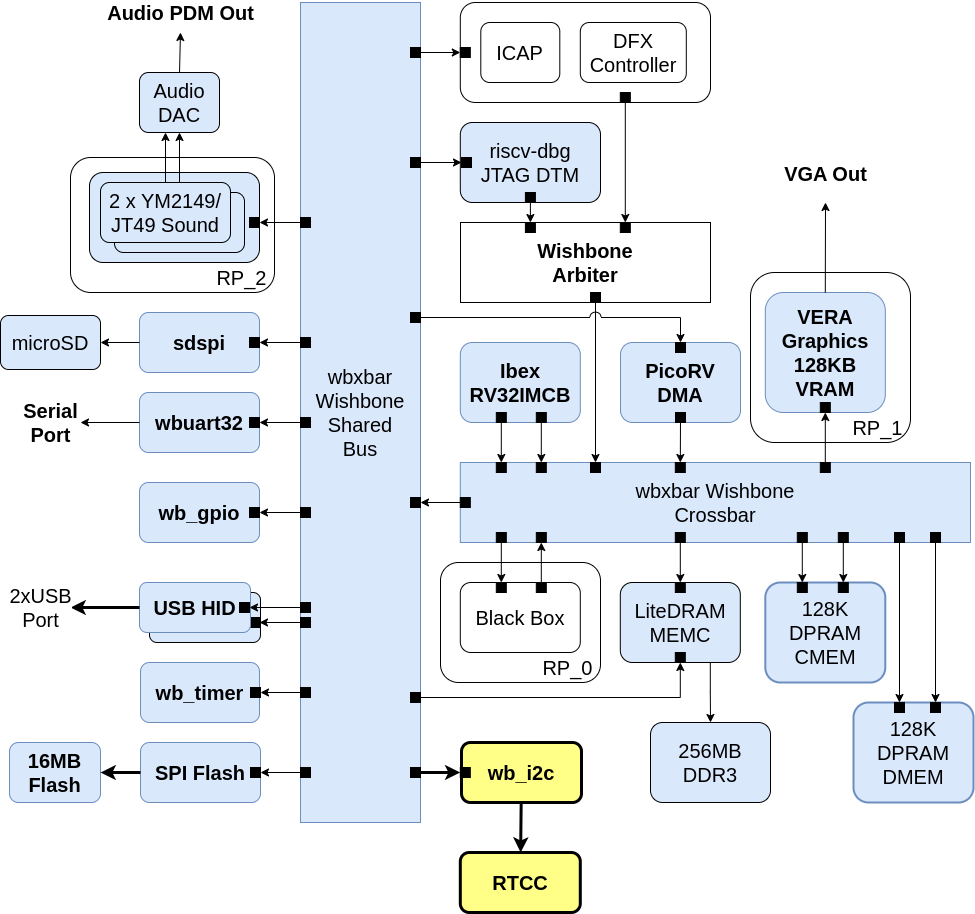 Audio PDM Out
Audio
DAC
2 x YM2149/
JT49 Sound
RP_2
microSD
sdspi
Serial
Port
wbuart32
wb_gpio
2xUSB
Port
USB HID
wb_timer
16MB
Flash
SPI Flash
wbxbar
Wishbone
Shared
Bus
ICAP
DFX
Controller
riscv-dbg
JTAG DTM
Wishbone
Arbiter
VGA Out
VERA
Graphics
128KB
VRAM
RP_1
Ibex
RV32IMCB
PicoRV
DMA
wbxbar Wishbone
Crossbar
Black Box
RP_0
LiteDRAM
MEMC
128K
DPRAM
CMEM
256MB
DDR3
128K
DPRAM
DMEM
wb_i2c
RTCC